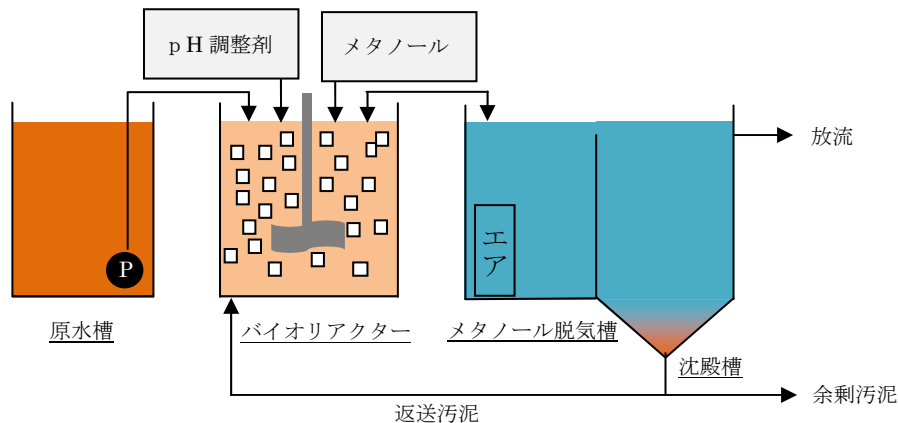 ｐＨ調整剤
メタノール
放流
エア
P
原水槽
バイオリアクター
メタノール脱気槽
沈殿槽
余剰汚泥
返送汚泥